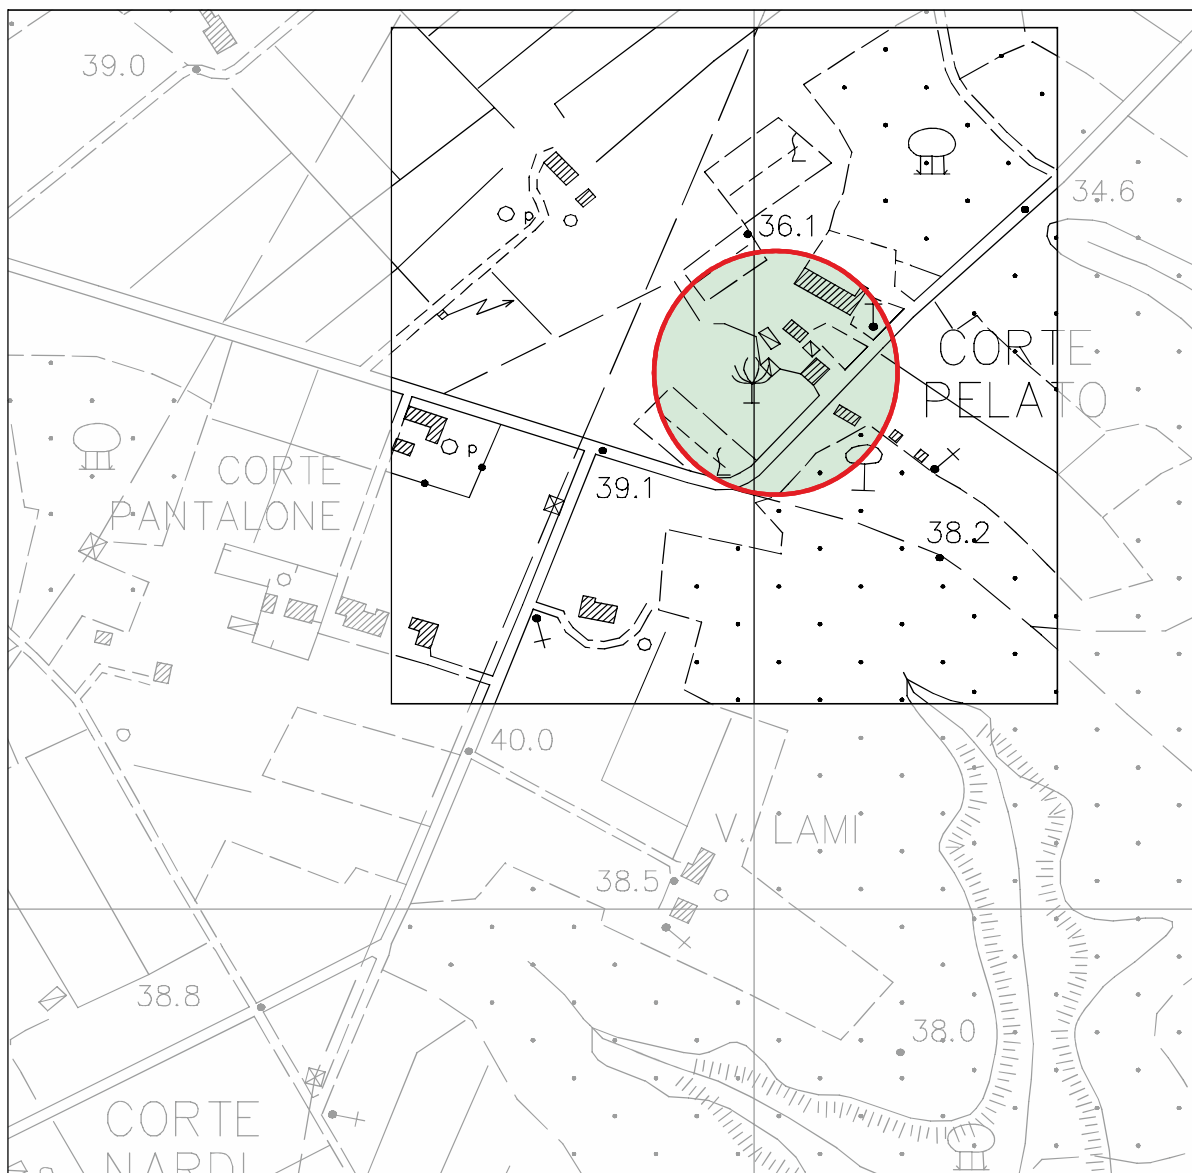 39.0
34.6
36.1
CORTE
PELATO
p
CORTE
PANTALONE
p
39.1
38.2
40.0
V. LAMI
38.5
38.8
38.0
CORTE
NARDI